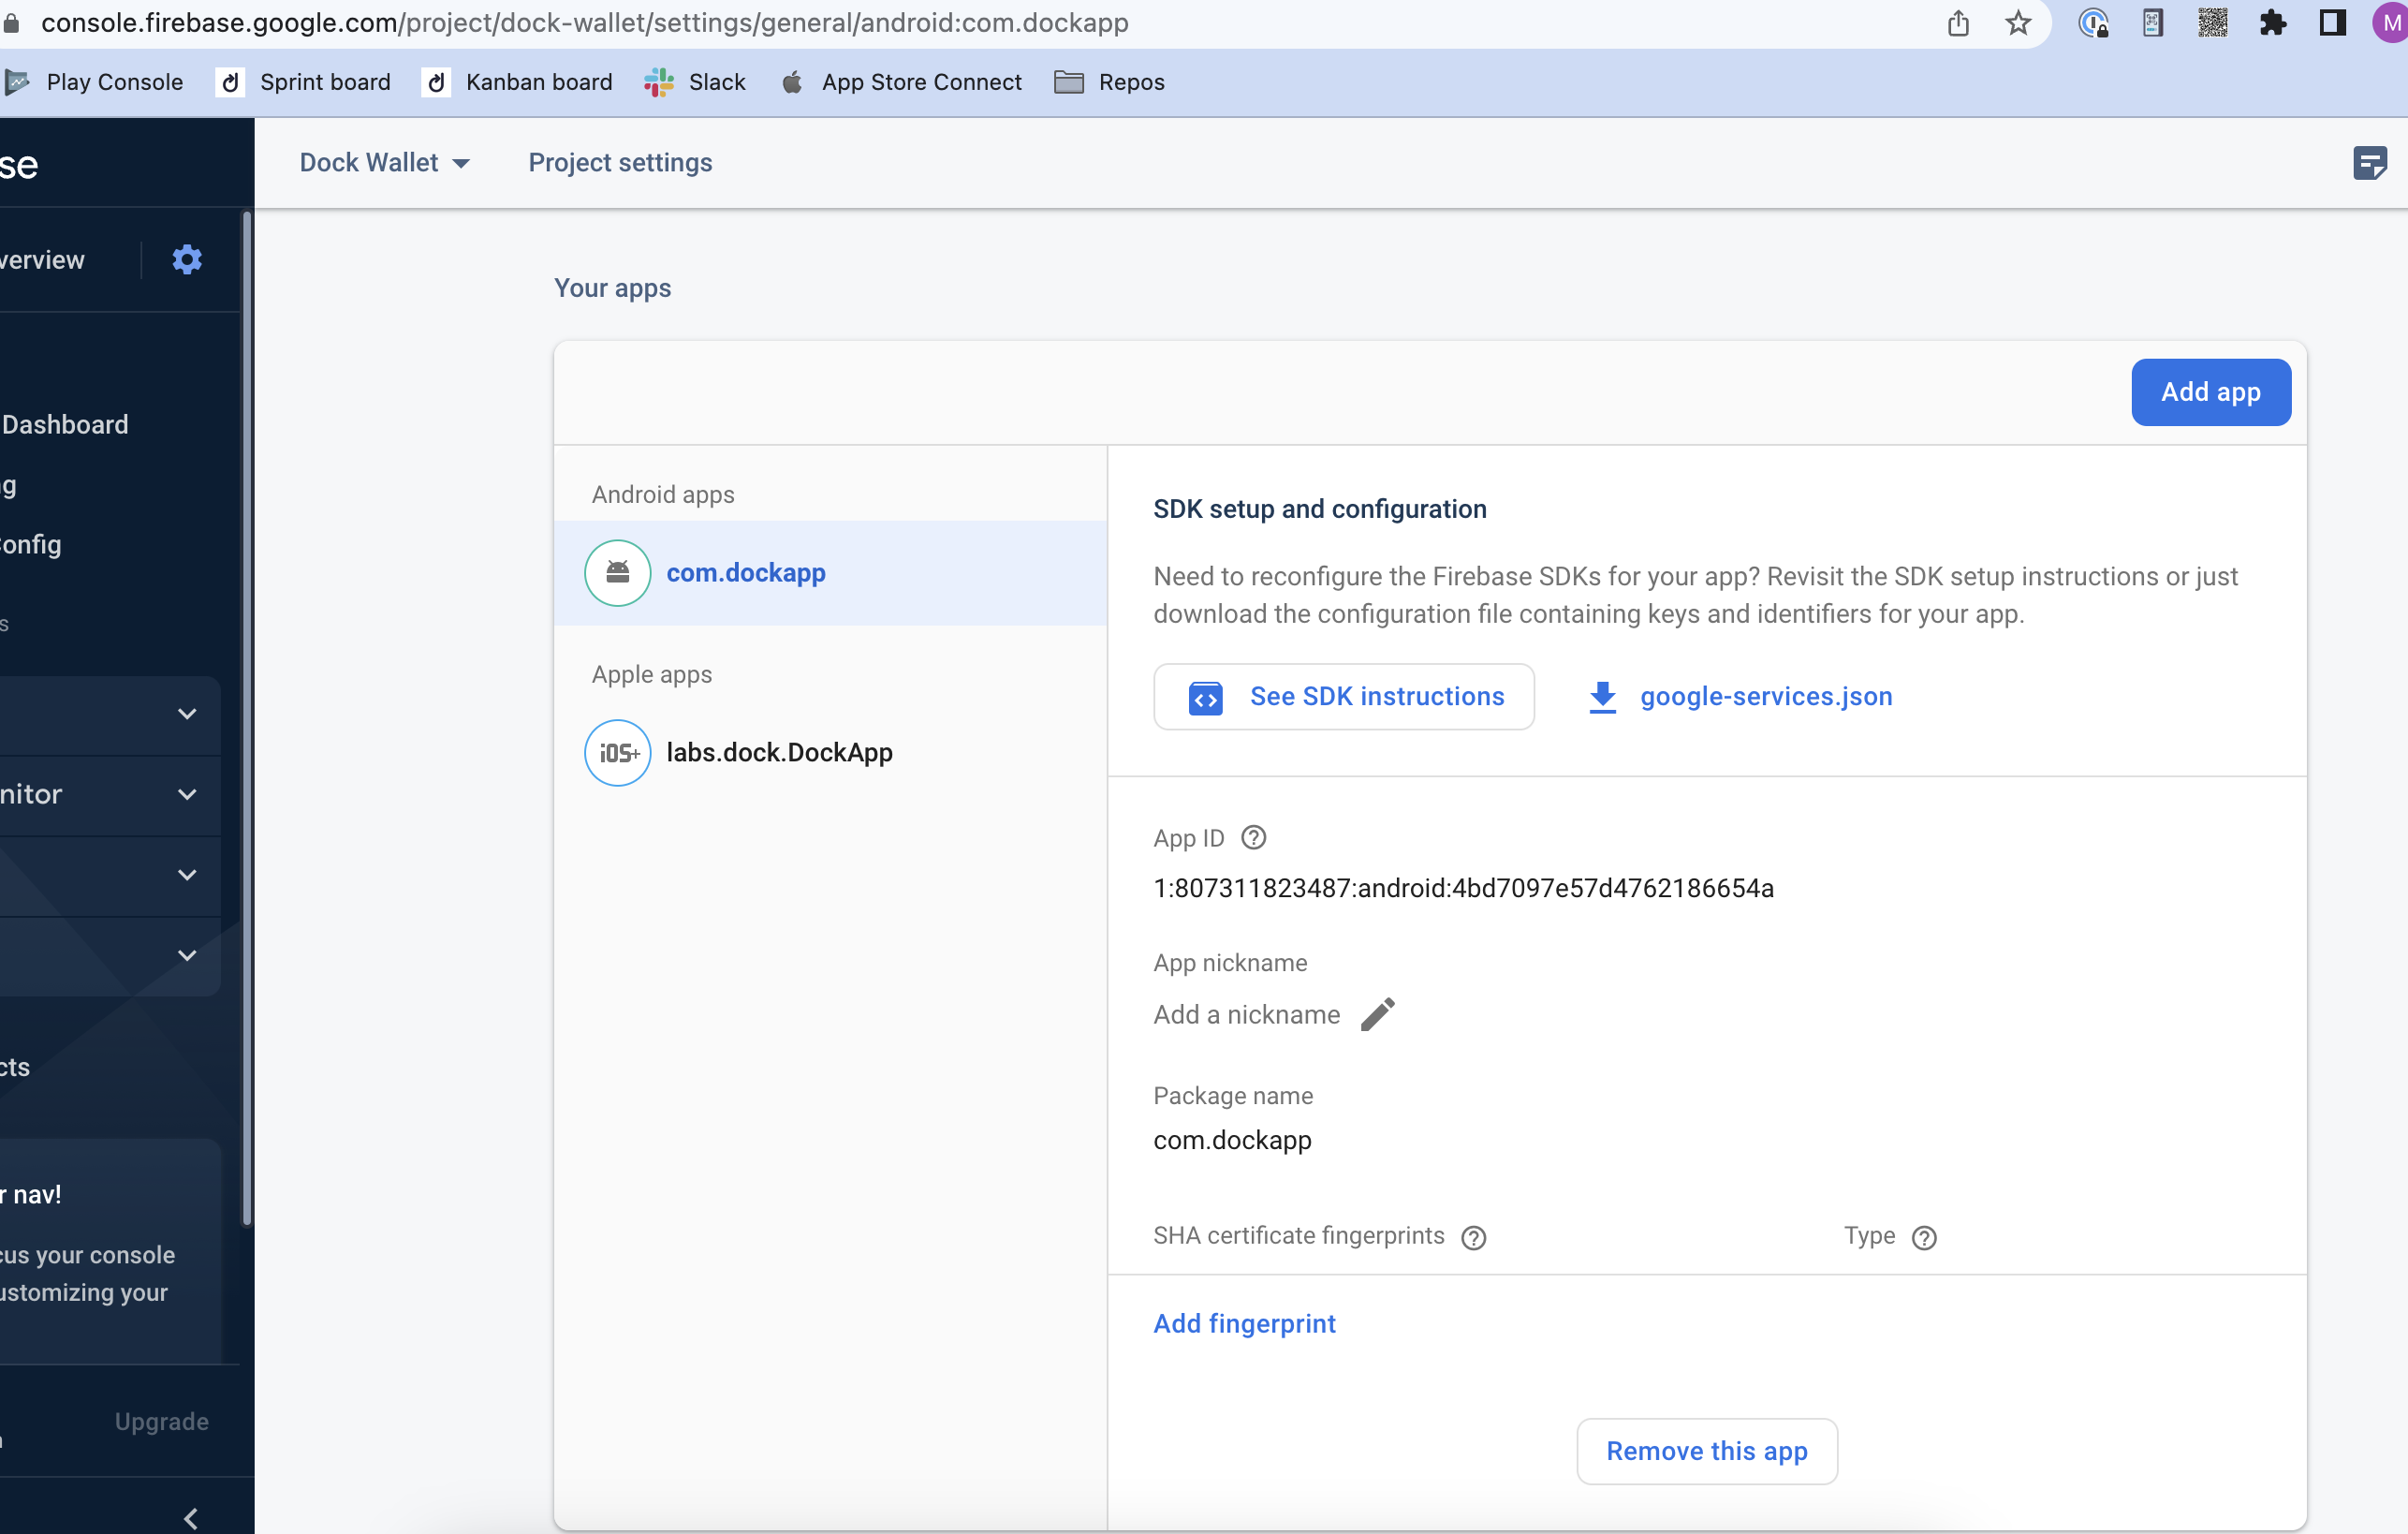 console.firebase.google.com/project/dock-wallet/settings/general/android:com.dockapp
M
Play Console
Sprint board
Kanban board
Slack
App Store Connect
Repos
se
Dock Wallet
Project settings
verview
Your apps
Add app
Dashboard
g
onfig
s
nitor
cts
r nav!
cus your console
ustomizing your
Upgrade
Android apps
com.dockapp
Apple apps
iOS+
labs.dock.DockApp
SDK setup and configuration
Need to reconfigure the Firebase SDKs for your app? Revisit the SDK setup instructions or just
download the configuration file containing keys and identifiers for your app.
See SDK instructions
google-services.json
App ID
1:807311823487:android:4bd7097e57d4762186654a
App nickname
Add a nickname
Package name
com.dockapp
SHA certificate fingerprints
Type
Add fingerprint
Remove this app